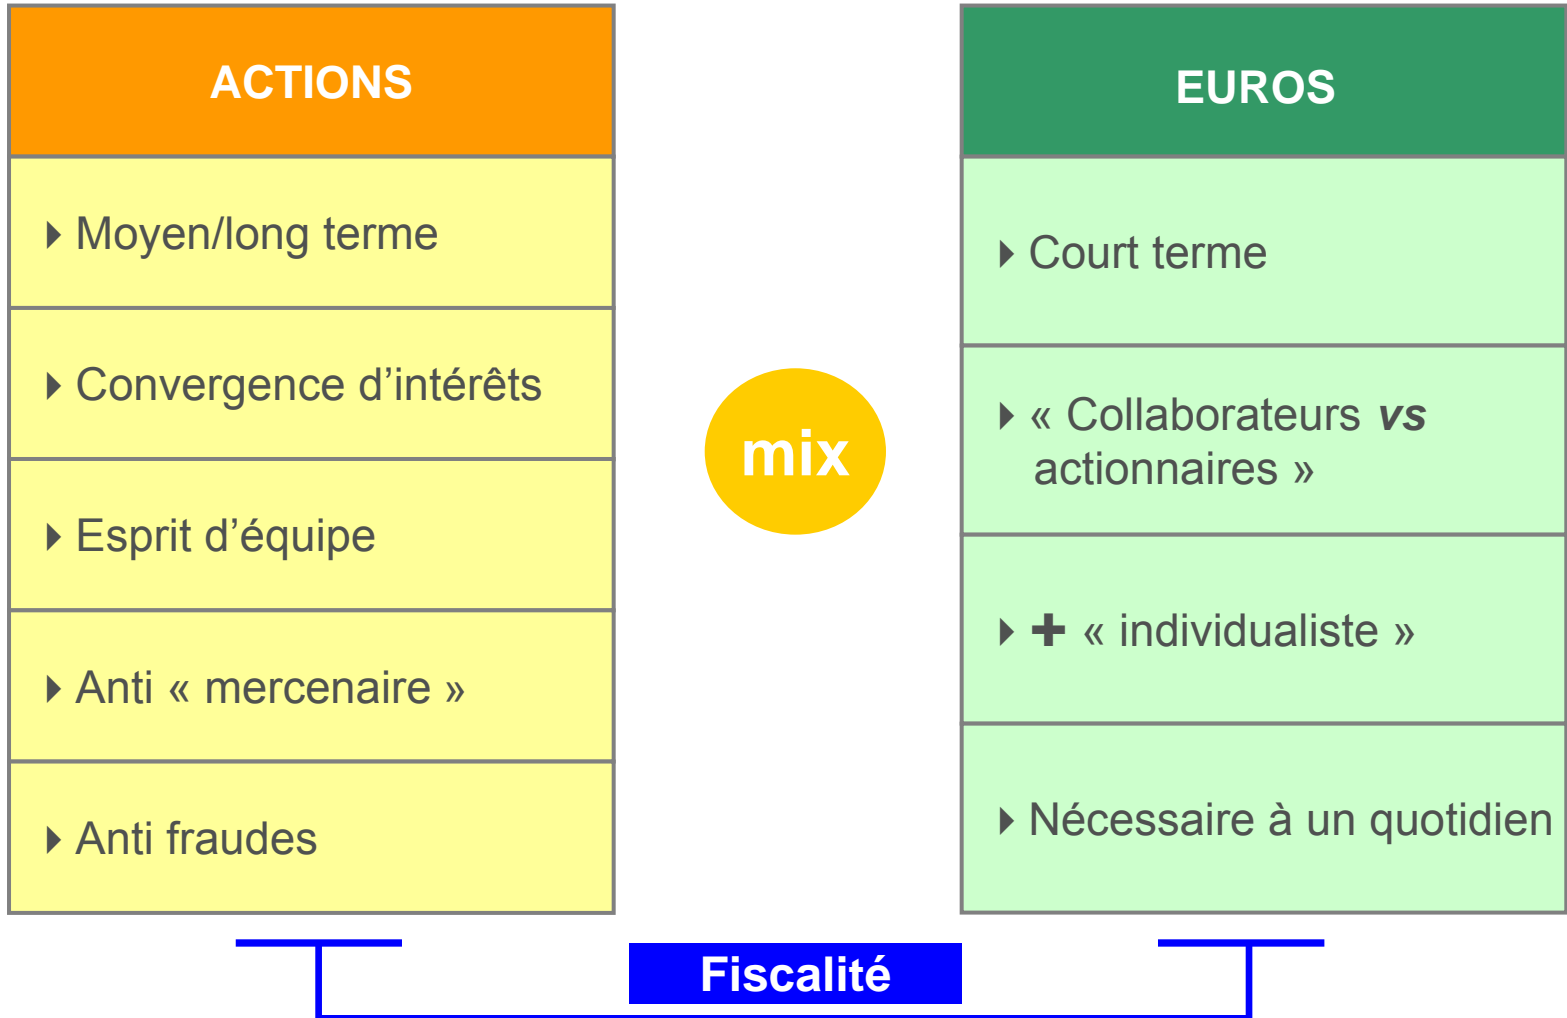 ACTIONS
▸ Moyen/long terme
▸ Convergence d’intérêts
▸ Esprit d’équipe
▸ Anti « mercenaire »
▸ Anti fraudes
mix
EUROS
▸ Court terme
▸ « Collaborateurs vs
actionnaires »
▸ ✚ « individualiste »
▸ Nécessaire à un quotidien
Fiscalité